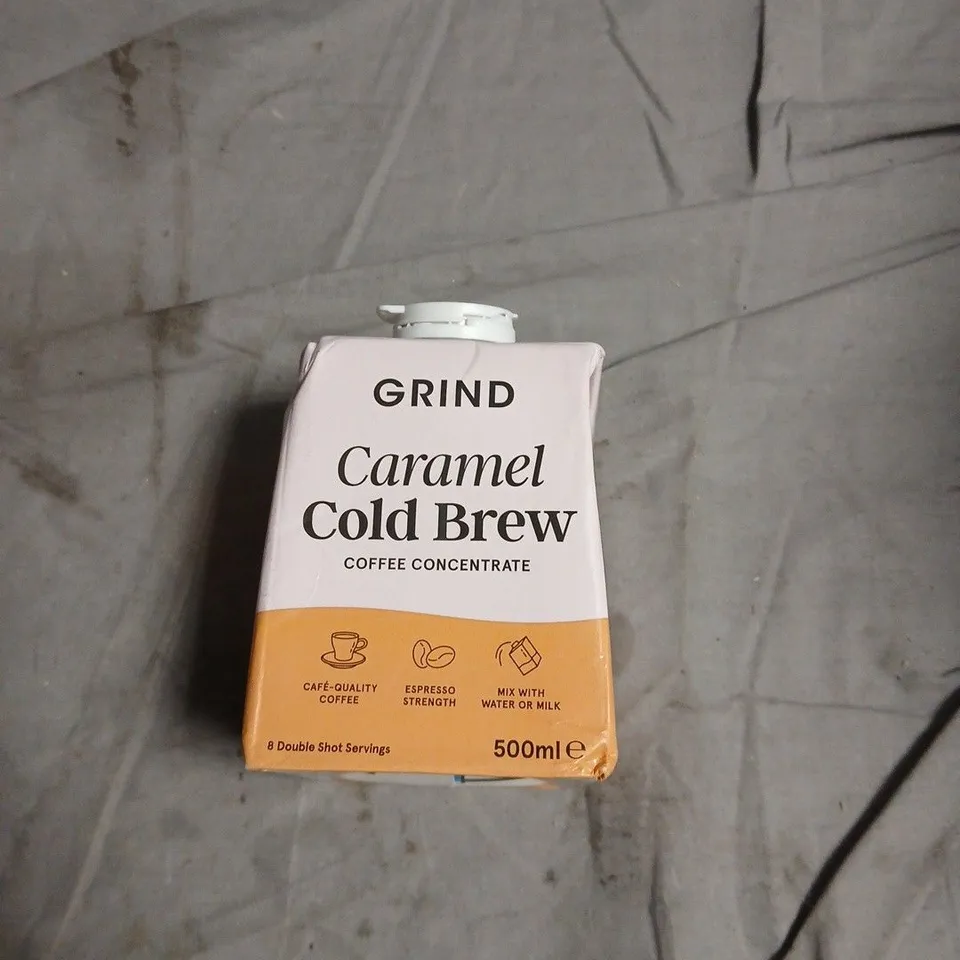 GRIND
Caramel
Cold Brew
COFFEE CONCENTRATE
CAFÉ-QUALITY
COFFEE
ESPRESSO
STRENGTH
MIX WITH
WATER OR MILK
8 Double Shot Servings
500ml ℮